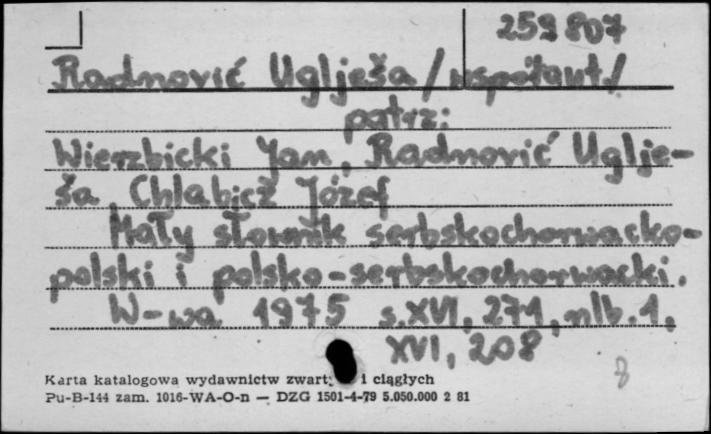 259807
Radnović Uglješa /współaut./
patrz:
Wierzbicki Jan, Radnović Uglje-
ša, Chlabicz Józef
Mały słownik serbskochorwacko-
polski i polsko-serbskochorwacki.
W-wa 1975 s.XVI, 271, nlb.1,
XVI, 208
Karta katalogowa wydawnictw zwart. i ciągłych
Pu-B-144 zam. 1016-WA-O-n — DZG 1501-4-79 5.050.000 2 81